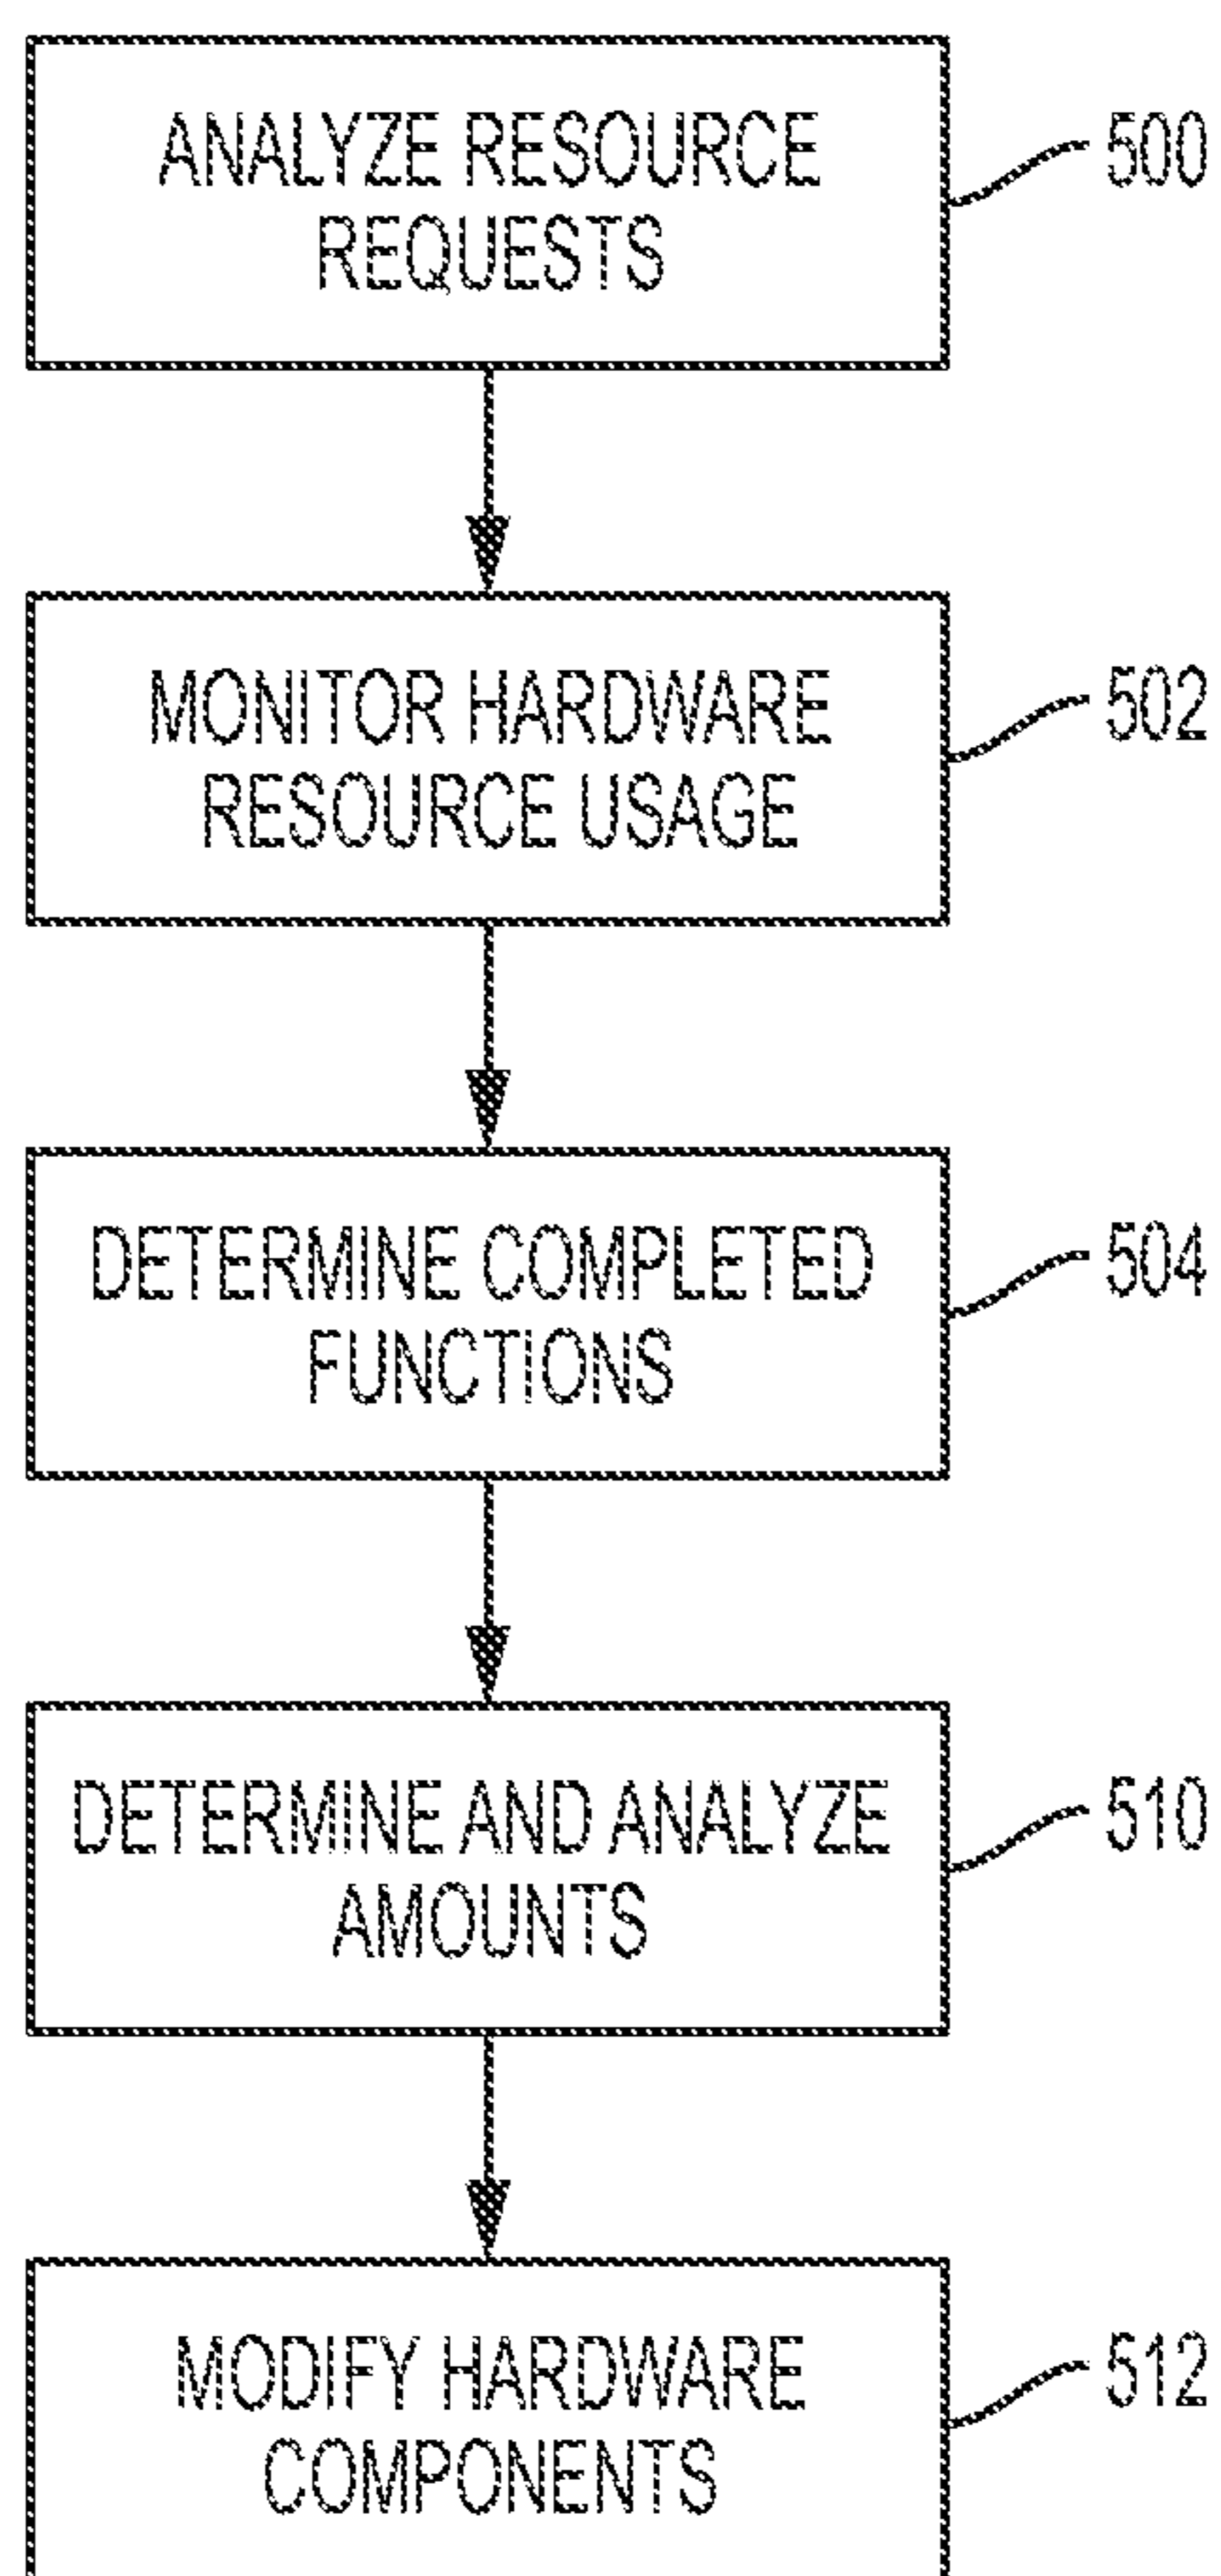 ANALYZE RESOURCE
REQUESTS
500
MONITOR HARDWARE
RESOURCE USAGE
502
DETERMINE COMPLETED
FUNCTIONS
504
DETERMINE AND ANALYZE
AMOUNTS
510
MODIFY HARDWARE
COMPONENTS
512